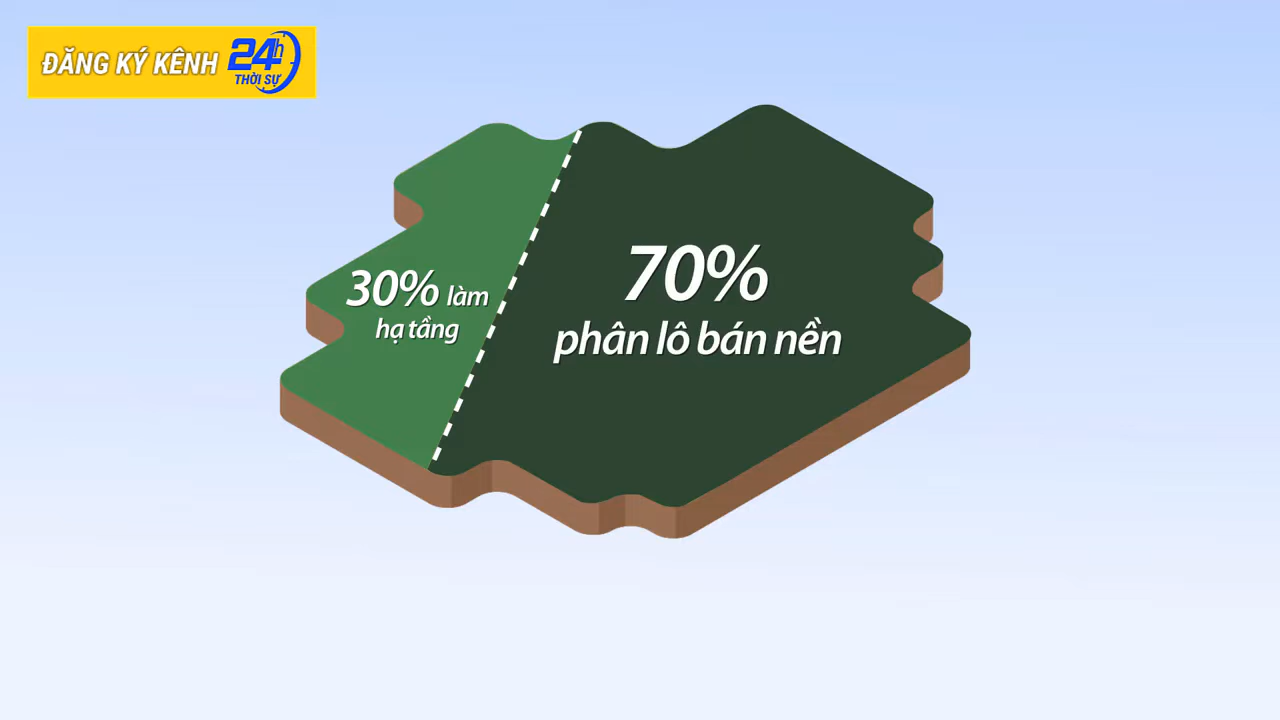 ĐĂNG KÝ KÊNH 24h
THỜI SỰ
30% làm
hạ tầng
70%
phân lô bán nền